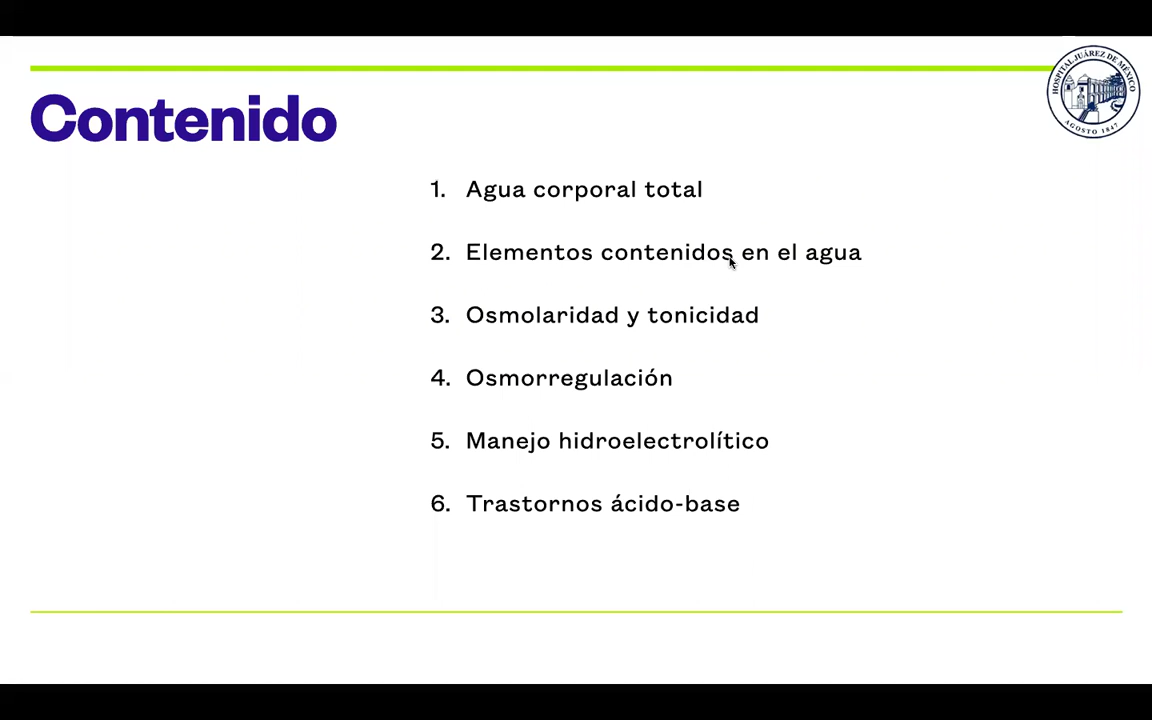 HOSPITAL JUÁREZ DE MÉXICO
AGOSTO 1847
Contenido
1. Agua corporal total
2. Elementos contenidos en el agua
3. Osmolaridad y tonicidad
4. Osmorregulación
5. Manejo hidroelectrolítico
6. Trastornos ácido-base